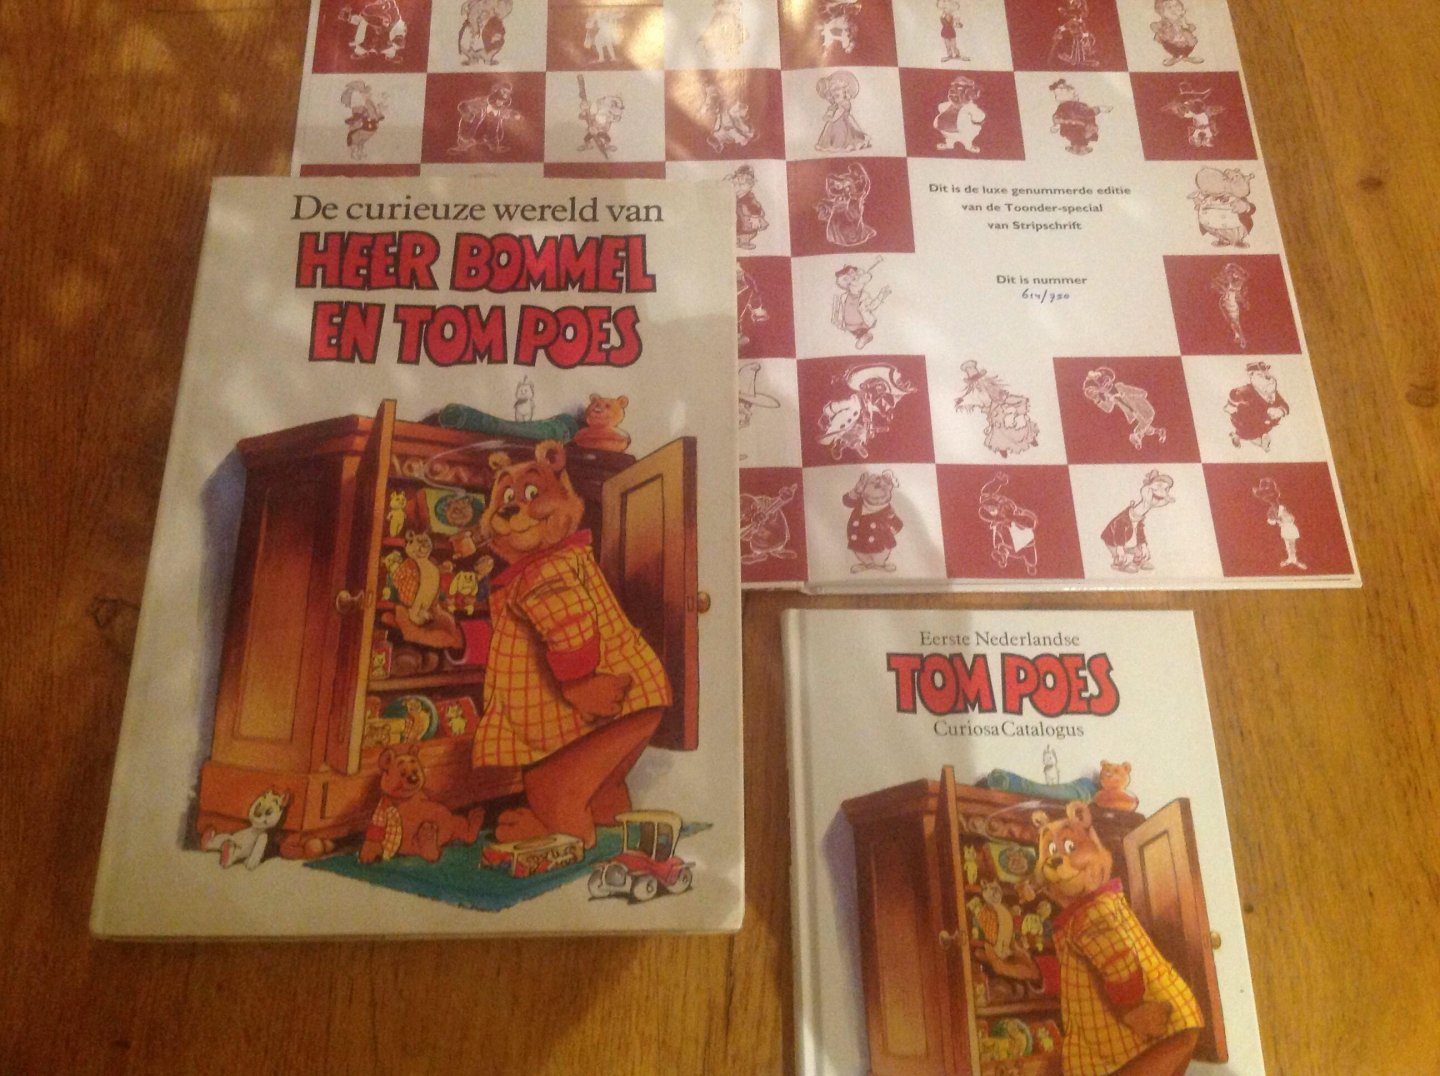 De curieuze wereld van
HEER BOMMEL
EN TOM POES
Dit is de luxe genummerde editie
van de Toonder-special
van Stripschrift
Dit is nummer
614/750
Eerste Nederlandse
TOM POES
Curiosa Catalogus